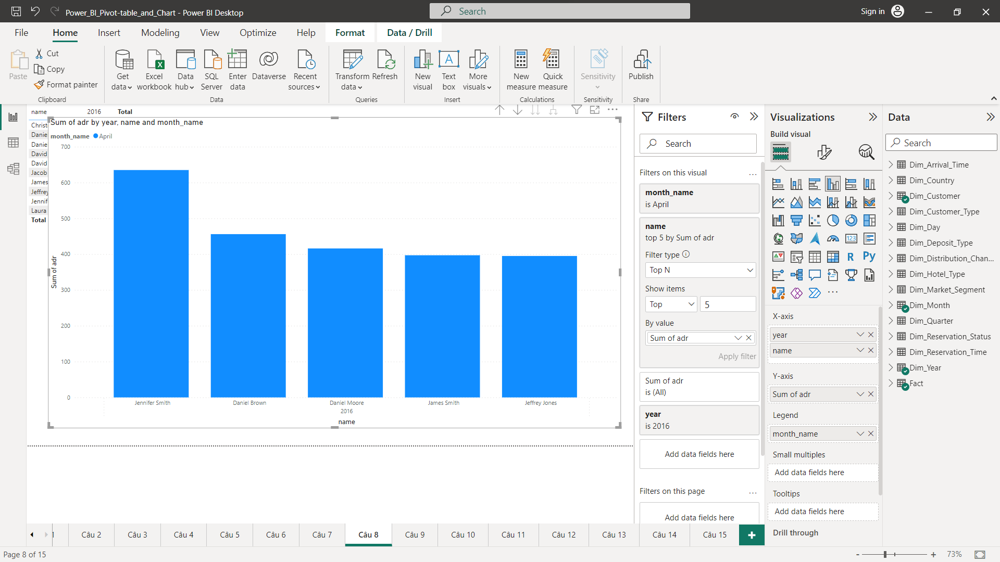 Power_BI_Pivot-table_and_Chart - Power BI Desktop
Search
Sign in
File Home Insert Modeling View Optimize Help Format Data / Drill
Paste
Cut
Copy
Format painter
Clipboard
Get data
Excel workbook
Data hub
SQL Server
Enter data
Dataverse
Recent sources
Data
Transform data
Refresh
Queries
New visual
Text box
More visuals
Insert
New measure
Quick measure
Calculations
Sensitivity
Sensitivity
Publish
Share
name 2016 Total
Christ
Danie
Danie
David
David
Jacob
James
Jeffrey
Jennif
Laura
Total
Sum of adr by year, name and month_name
month_name April
700
600
500
400
300
200
100
0
Sum of adr
Jennifer Smith Daniel Brown Daniel Moore James Smith Jeffrey Jones
2016
name
Filters
Search
Filters on this visual ...
month_name
is April
name
top 5 by Sum of adr
Filter type
Top N
Show items
Top 5
By value
Sum of adr
Apply filter
Sum of adr
is (All)
year
is 2016
Add data fields here
Filters on this page ...
Add data fields here
Visualizations
Build visual
123
R Py
...
X-axis
year
name
Y-axis
Sum of adr
Legend
month_name
Small multiples
Add data fields here
Tooltips
Add data fields here
Drill through
Data
Search
Dim_Arrival_Time
Dim_Country
Dim_Customer
Dim_Customer_Type
Dim_Day
Dim_Deposit_Type
Dim_Distribution_Chan...
Dim_Hotel_Type
Dim_Market_Segment
Dim_Month
Dim_Quarter
Dim_Reservation_Status
Dim_Reservation_Time
Dim_Year
Fact
1 Câu 2 Câu 3 Câu 4 Câu 5 Câu 6 Câu 7 Câu 8 Câu 9 Câu 10 Câu 11 Câu 12 Câu 13 Câu 14 Câu 15 +
Page 8 of 15
- + 73%